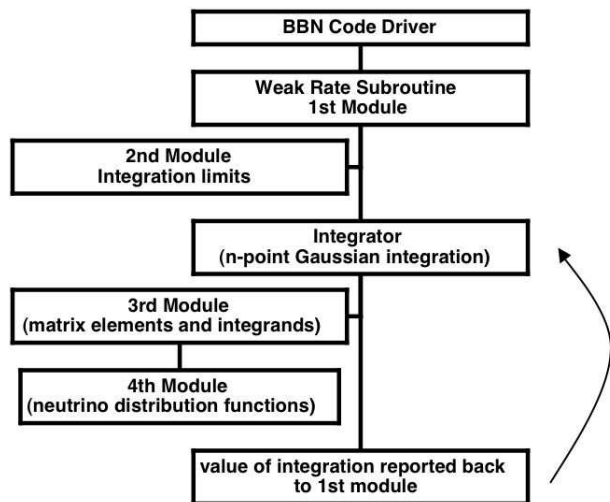 BBN Code Driver
Weak Rate Subroutine
1st Module
2nd Module
Integration limits
Integrator
(n-point Gaussian integration)
3rd Module
(matrix elements and integrands)
4th Module
(neutrino distribution functions)
value of integration reported back
to 1st module